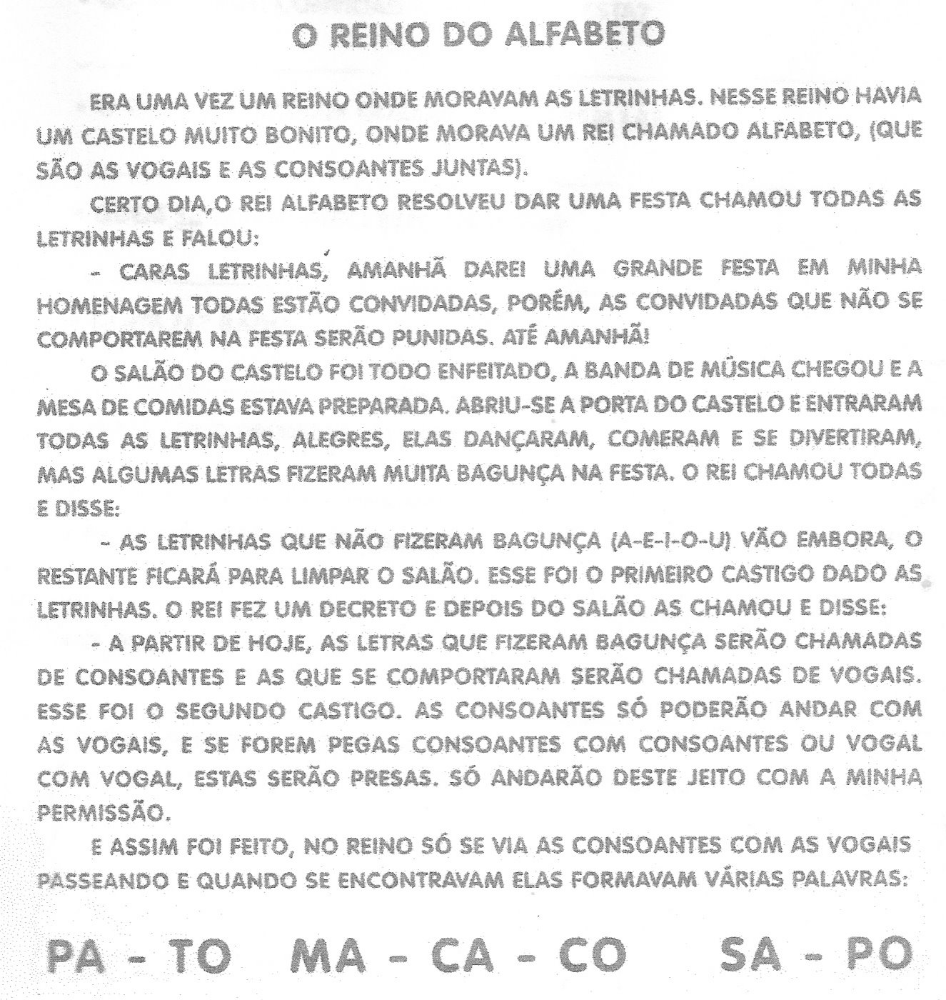 O REINO DO ALFABETO
ERA UMA VEZ UM REINO ONDE MORAVAM AS LETRINHAS. NESSE REINO HAVIA
UM CASTELO MUITO BONITO, ONDE MORAVA UM REI CHAMADO ALFABETO, (QUE
SÃO AS VOGAIS E AS CONSOANTES JUNTAS).
CERTO DIA,O REI ALFABETO RESOLVEU DAR UMA FESTA CHAMOU TODAS AS
LETRINHAS E FALOU:
- CARAS LETRINHAS, AMANHÃ DAREI UMA GRANDE FESTA EM MINHA
HOMENAGEM TODAS ESTÃO CONVIDADAS, PORÉM, AS CONVIDADAS QUE NÃO SE
COMPORTAREM NA FESTA SERÃO PUNIDAS. ATÉ AMANHÃ!
O SALÃO DO CASTELO FOI TODO ENFEITADO, A BANDA DE MÚSICA CHEGOU E A
MESA DE COMIDAS ESTAVA PREPARADA. ABRIU-SE A PORTA DO CASTELO E ENTRARAM
TODAS AS LETRINHAS, ALEGRES, ELAS DANÇARAM, COMERAM E SE DIVERTIRAM,
MAS ALGUMAS LETRAS FIZERAM MUITA BAGUNÇA NA FESTA. O REI CHAMOU TODAS
E DISSE:
- AS LETRINHAS QUE NÃO FIZERAM BAGUNÇA (A-E-I-O-U) VÃO EMBORA, O
RESTANTE FICARÁ PARA LIMPAR O SALÃO. ESSE FOI O PRIMEIRO CASTIGO DADO AS
LETRINHAS. O REI FEZ UM DECRETO E DEPOIS DO SALÃO AS CHAMOU E DISSE:
- A PARTIR DE HOJE, AS LETRAS QUE FIZERAM BAGUNÇA SERÃO CHAMADAS
DE CONSOANTES E AS QUE SE COMPORTARAM SERÃO CHAMADAS DE VOGAIS.
ESSE FOI O SEGUNDO CASTIGO. AS CONSOANTES SÓ PODERÃO ANDAR COM
AS VOGAIS, E SE FOREM PEGAS CONSOANTES COM CONSOANTES OU VOGAL
COM VOGAL, ESTAS SERÃO PRESAS. SÓ ANDARÃO DESTE JEITO COM A MINHA
PERMISSÃO.
E ASSIM FOI FEITO, NO REINO SÓ SE VIA AS CONSOANTES COM AS VOGAIS
PASSEANDO E QUANDO SE ENCONTRAVAM ELAS FORMAVAM VÁRIAS PALAVRAS:
PA - TO MA - CA - CO SA - PO